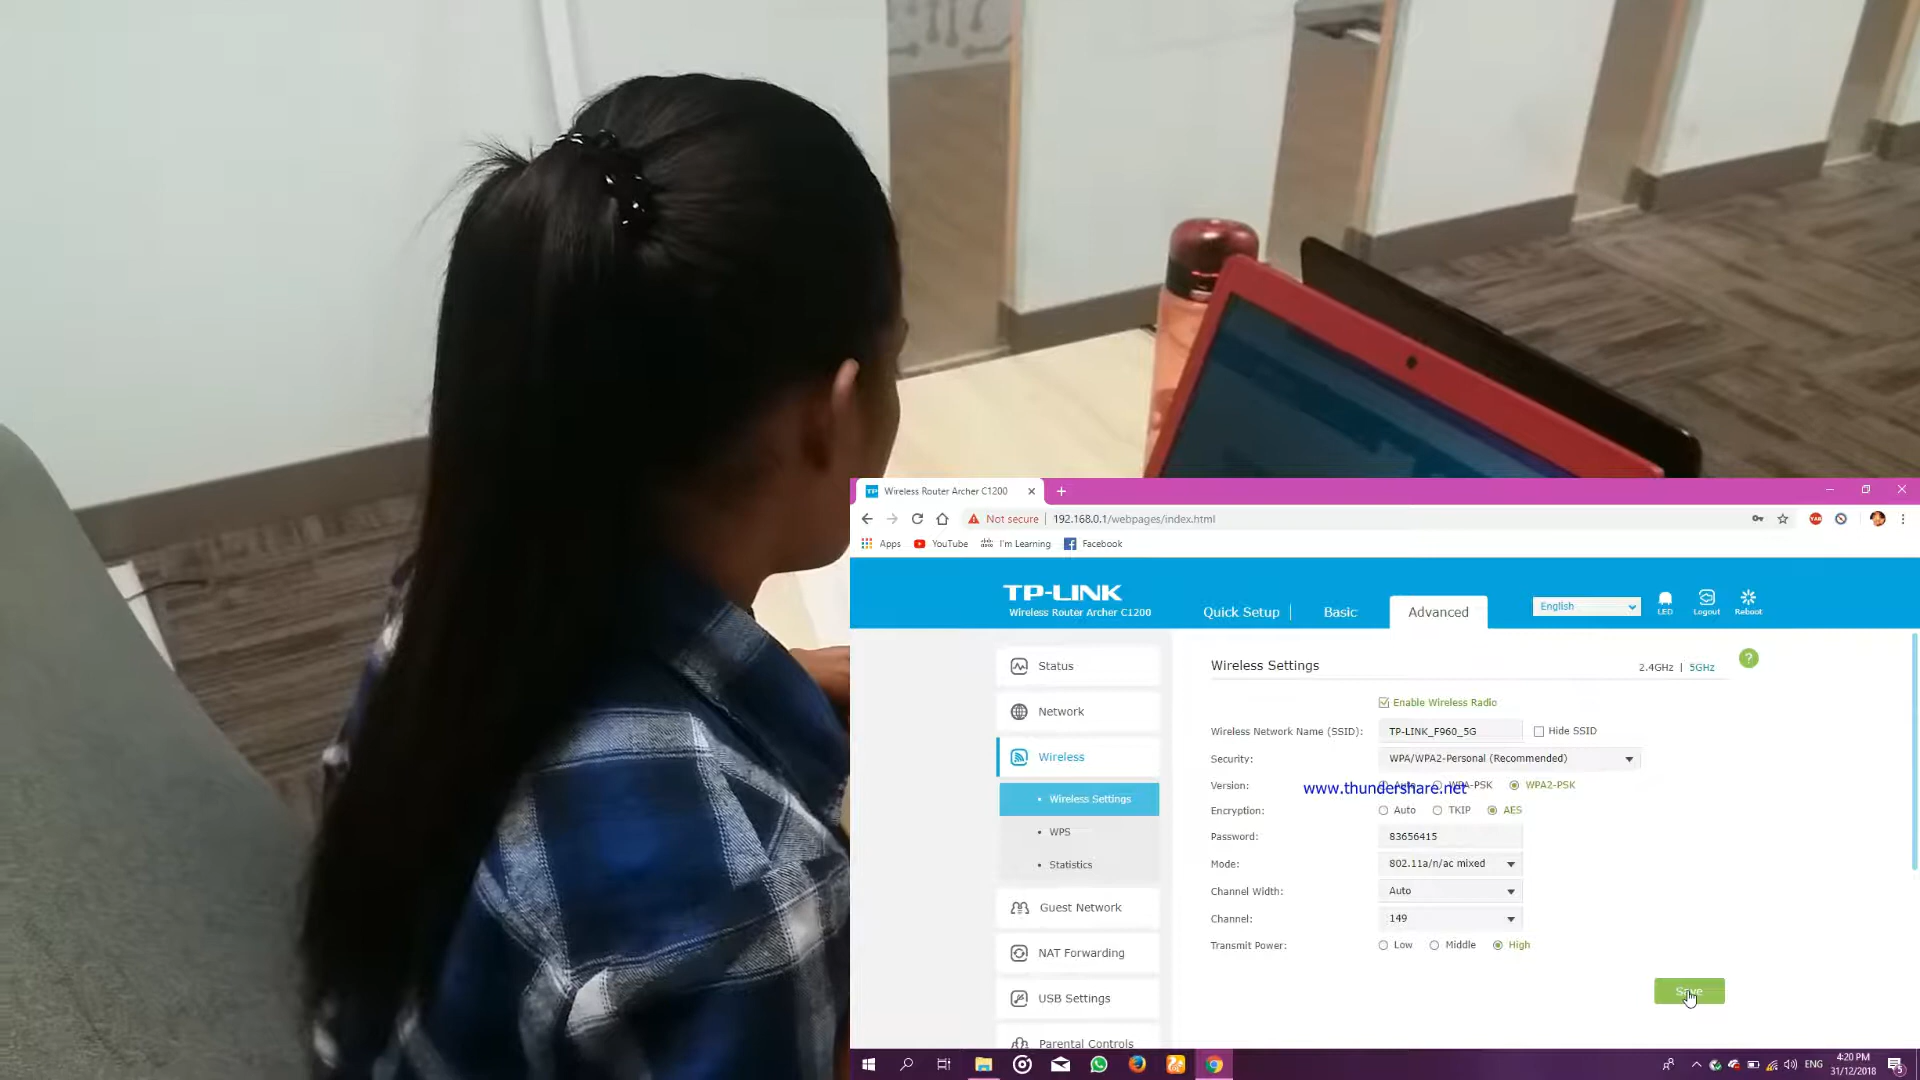 Wireless Router Archer C1200
Not secure | 192.168.0.1/webpages/index.html
Apps YouTube I'm Learning Facebook
TP-LINK
Wireless Router Archer C1200
Quick Setup | Basic Advanced
English
LED Logout Reboot
Status
Network
Wireless
Wireless Settings
WPS
Statistics
Guest Network
NAT Forwarding
USB Settings
Parental Controls
Wireless Settings
2.4GHz | 5GHz
?
Enable Wireless Radio
Wireless Network Name (SSID): TP-LINK_F960_5G Hide SSID
Security: WPA/WPA2-Personal (Recommended)
Version: Auto WPA-PSK WPA2-PSK
www.thundershare.net
Encryption: Auto TKIP AES
Password: 83656415
Mode: 802.11a/n/ac mixed
Channel Width: Auto
Channel: 149
Transmit Power: Low Middle High
Save
ENG
4:20 PM
31/12/2018